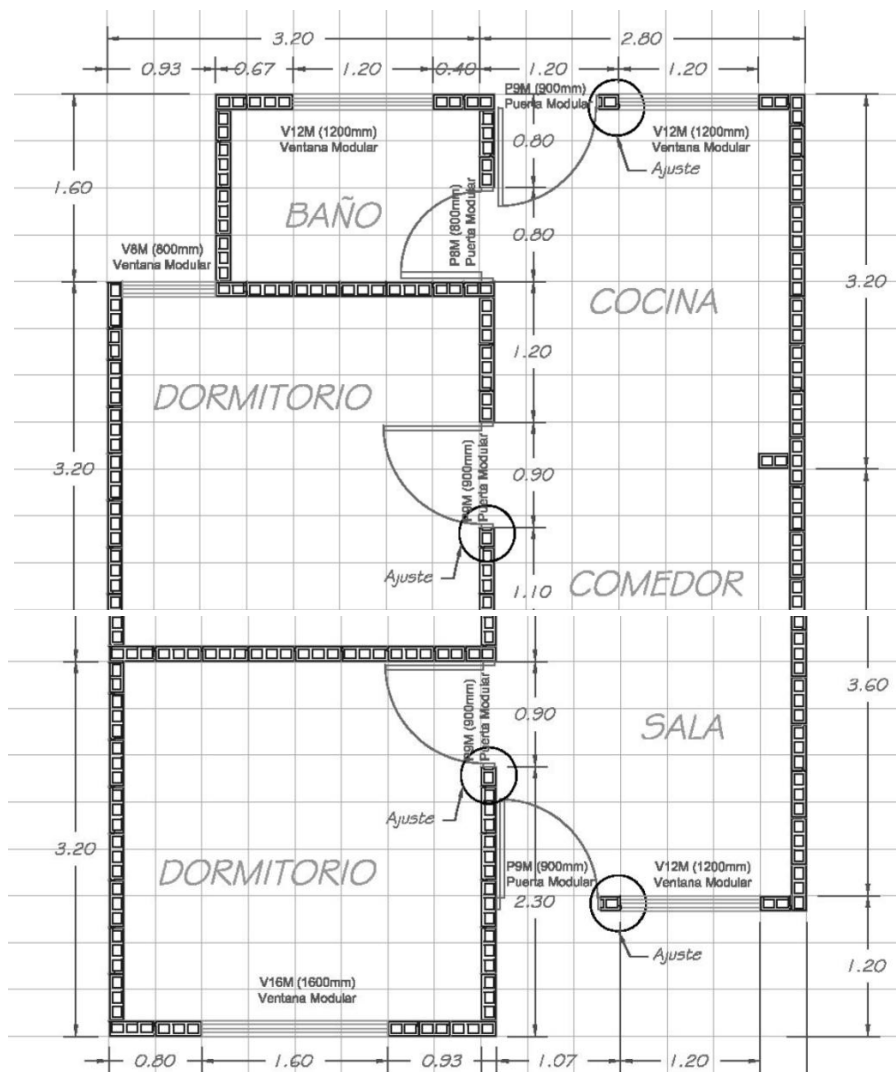 3.20
2.80
0.93
0.67
1.20
0.40
1.20
1.20
P9M (900mm)
Puerta Modular
V12M (1200mm)
Ventana Modular
0.80
V12M (1200mm)
Ventana Modular
Ajuste
1.60
BAÑO
P8M (800mm)
Puerta Modular
0.80
V8M (800mm)
Ventana Modular
COCINA
3.20
1.20
DORMITORIO
3.20
P9M (900mm)
Puerta Modular
0.90
Ajuste
1.10
COMEDOR
3.60
P9M (900mm)
Puerta Modular
0.90
SALA
Ajuste
3.20
DORMITORIO
P9M (900mm)
Puerta Modular
V12M (1200mm)
Ventana Modular
2.30
Ajuste
1.20
V16M (1600mm)
Ventana Modular
0.80
1.60
0.93
1.07
1.20